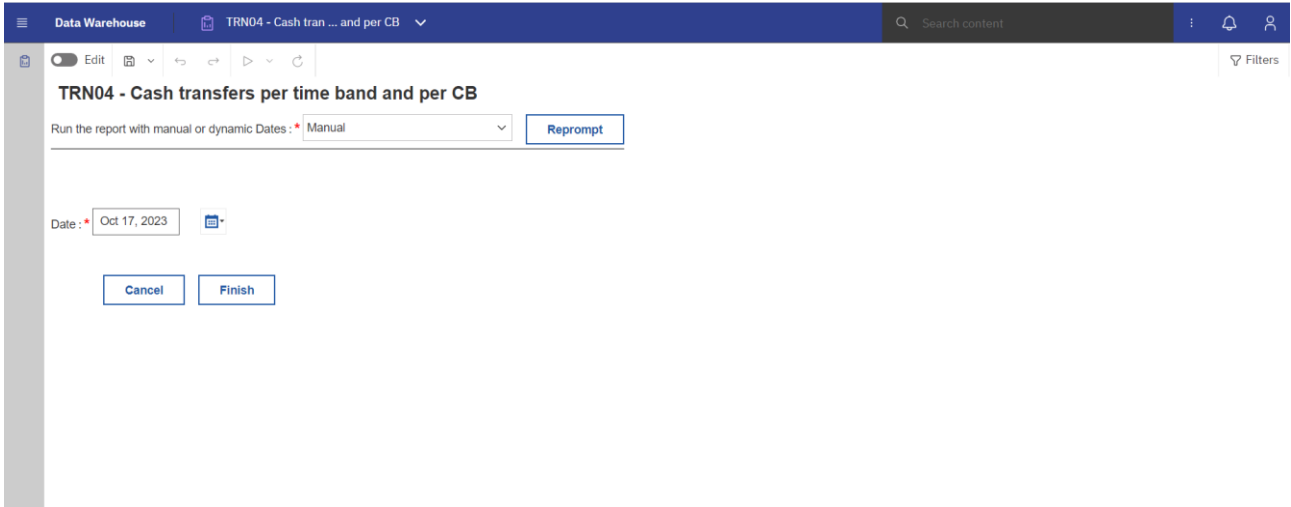 Data Warehouse TRN04 - Cash tran ... and per CB Search content
Edit Filters
TRN04 - Cash transfers per time band and per CB
Run the report with manual or dynamic Dates : * Manual Reprompt
Date : * Oct 17, 2023
Cancel Finish